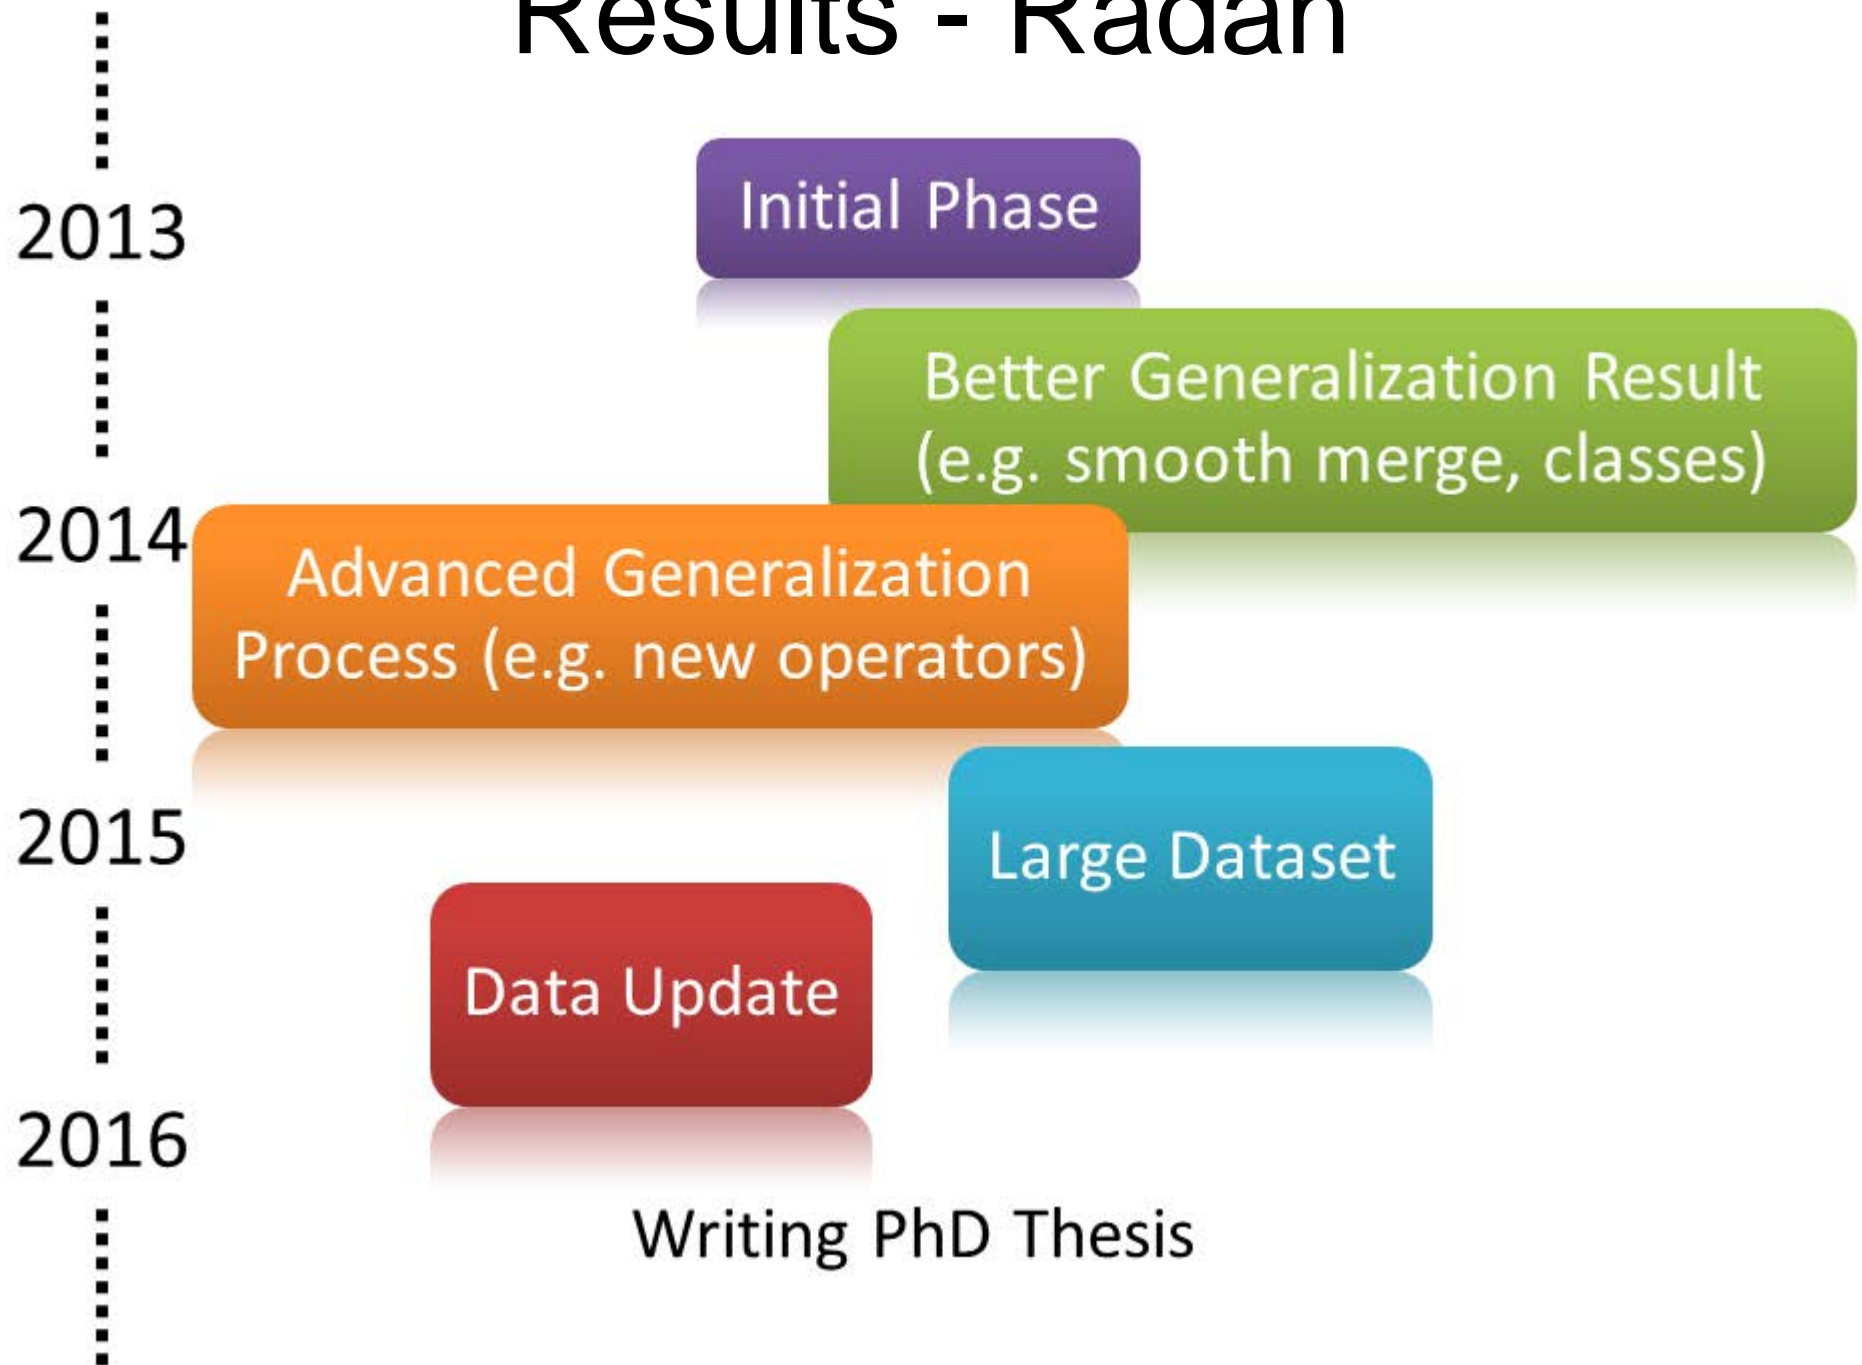 Results - Radan
2013
Initial Phase
Better Generalization Result
(e.g. smooth merge, classes)
2014
Advanced Generalization
Process (e.g. new operators)
2015
Large Dataset
Data Update
2016
Writing PhD Thesis